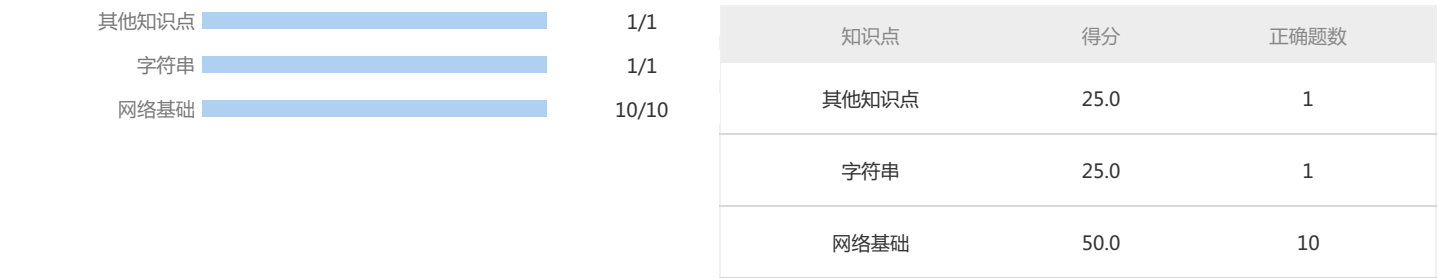 其他知识点 1/1
字符串 1/1
网络基础 10/10
知识点 得分 正确题数
其他知识点 25.0 1
字符串 25.0 1
网络基础 50.0 10